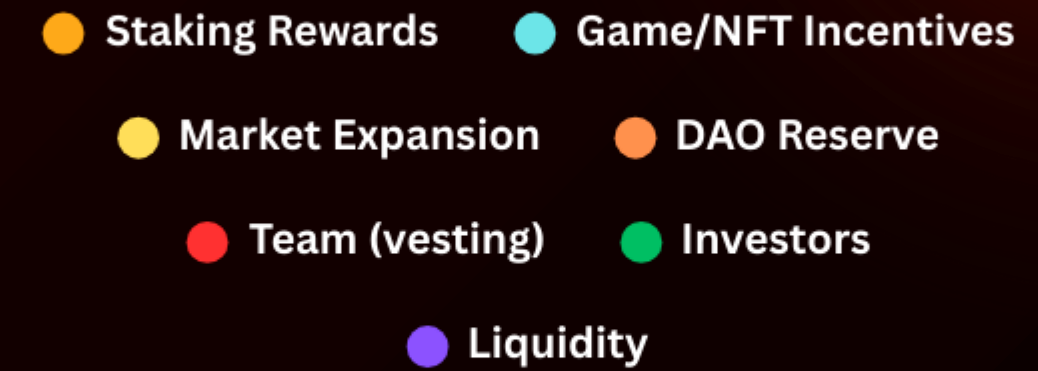 Staking Rewards Game/NFT Incentives
Market Expansion DAO Reserve
Team (vesting) Investors
Liquidity